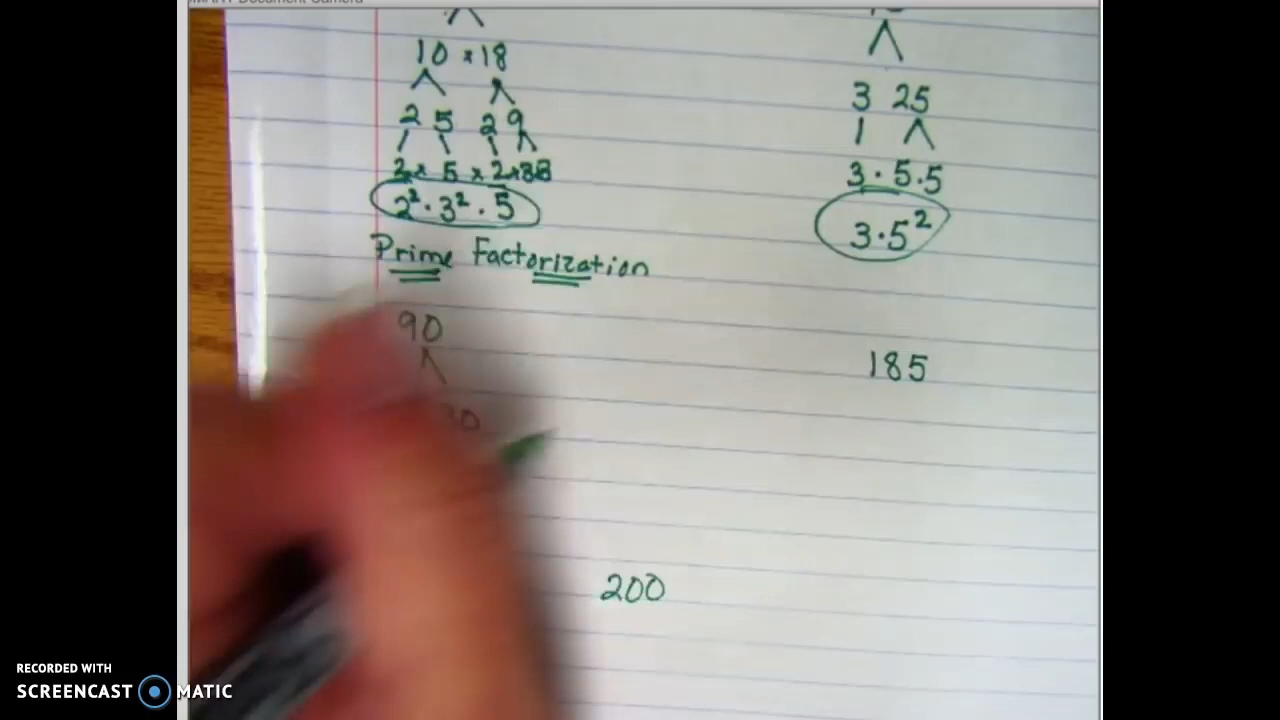 10 × 18
2 5 2 9
2 × 5 × 2 × 3 3
2² · 3² · 5
Prime Factorization
90
30
3 25
3 · 5 · 5
3 · 5²
185
200
RECORDED WITH
SCREENCAST MATIC